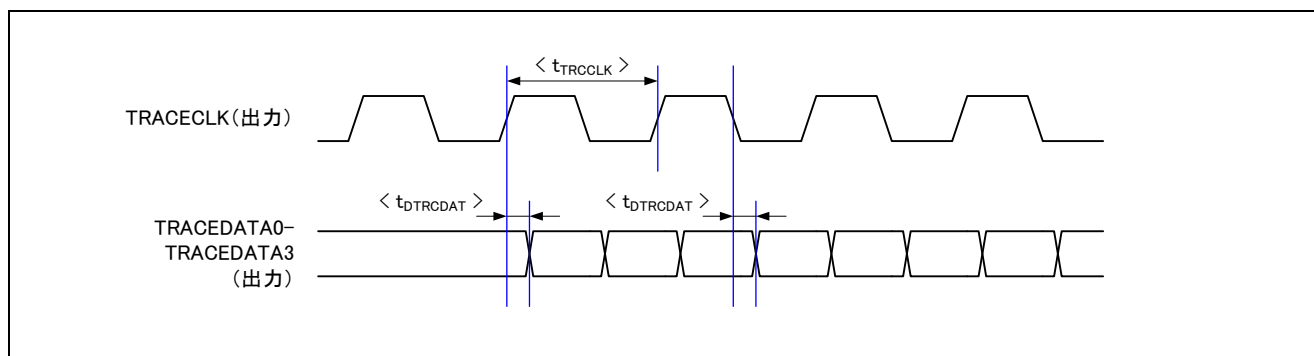 < tTRCCLK >
TRACECLK(出力)
< tDTRCDAT > < tDTRCDAT >
TRACEDATA0-
TRACEDATA3
(出力)